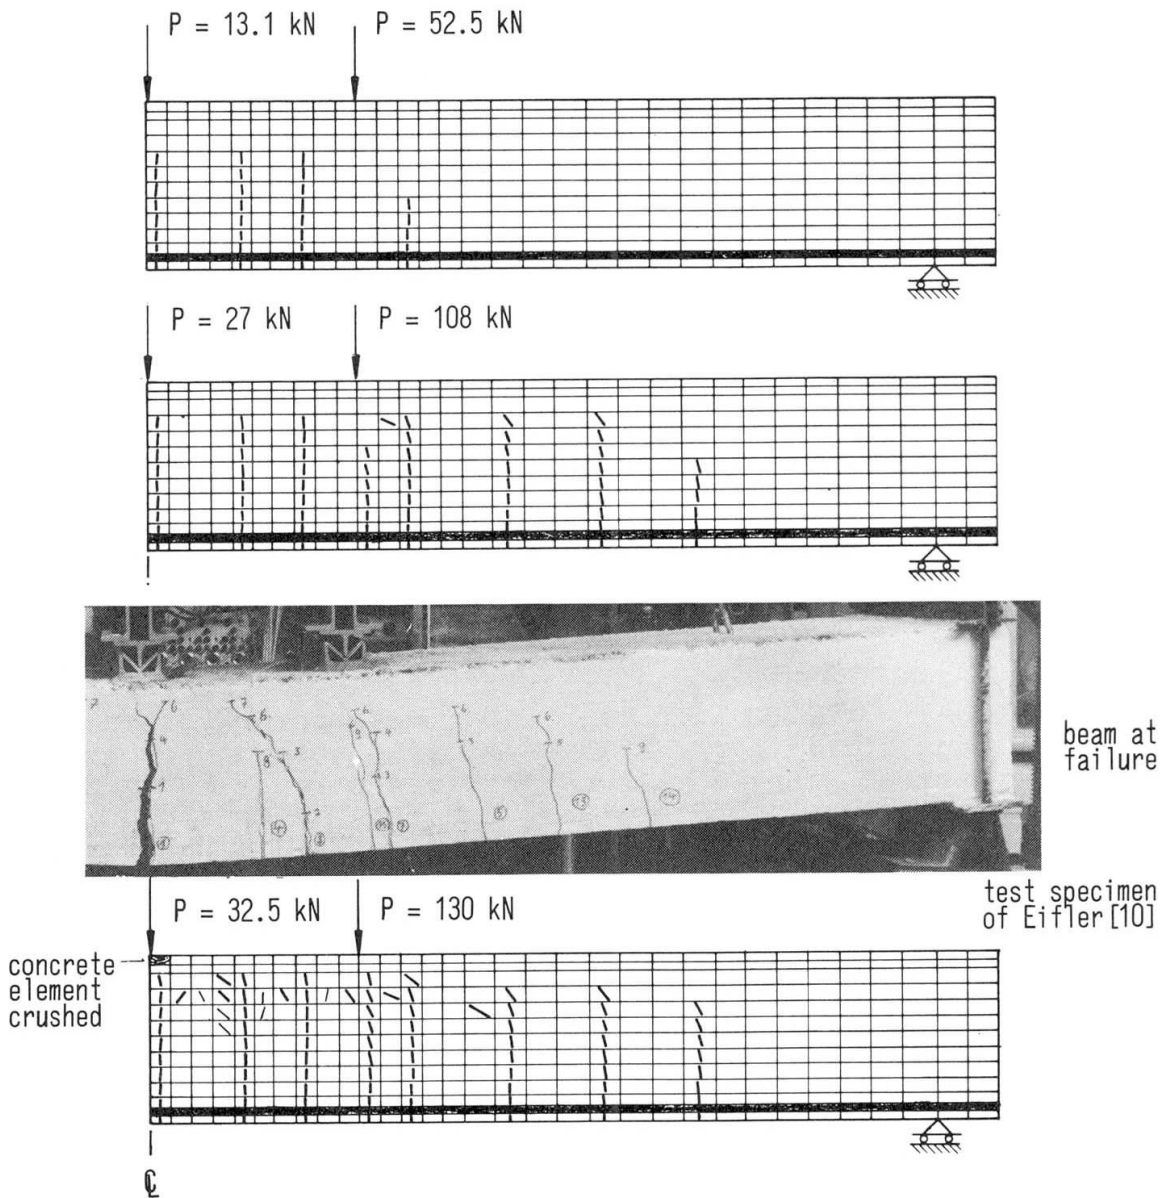 P = 13.1 kN
P = 52.5 kN
P = 27 kN
P = 108 kN
beam at
failure
test specimen
of Eifler [10]
P = 32.5 kN
P = 130 kN
concrete
element
crushed
℄